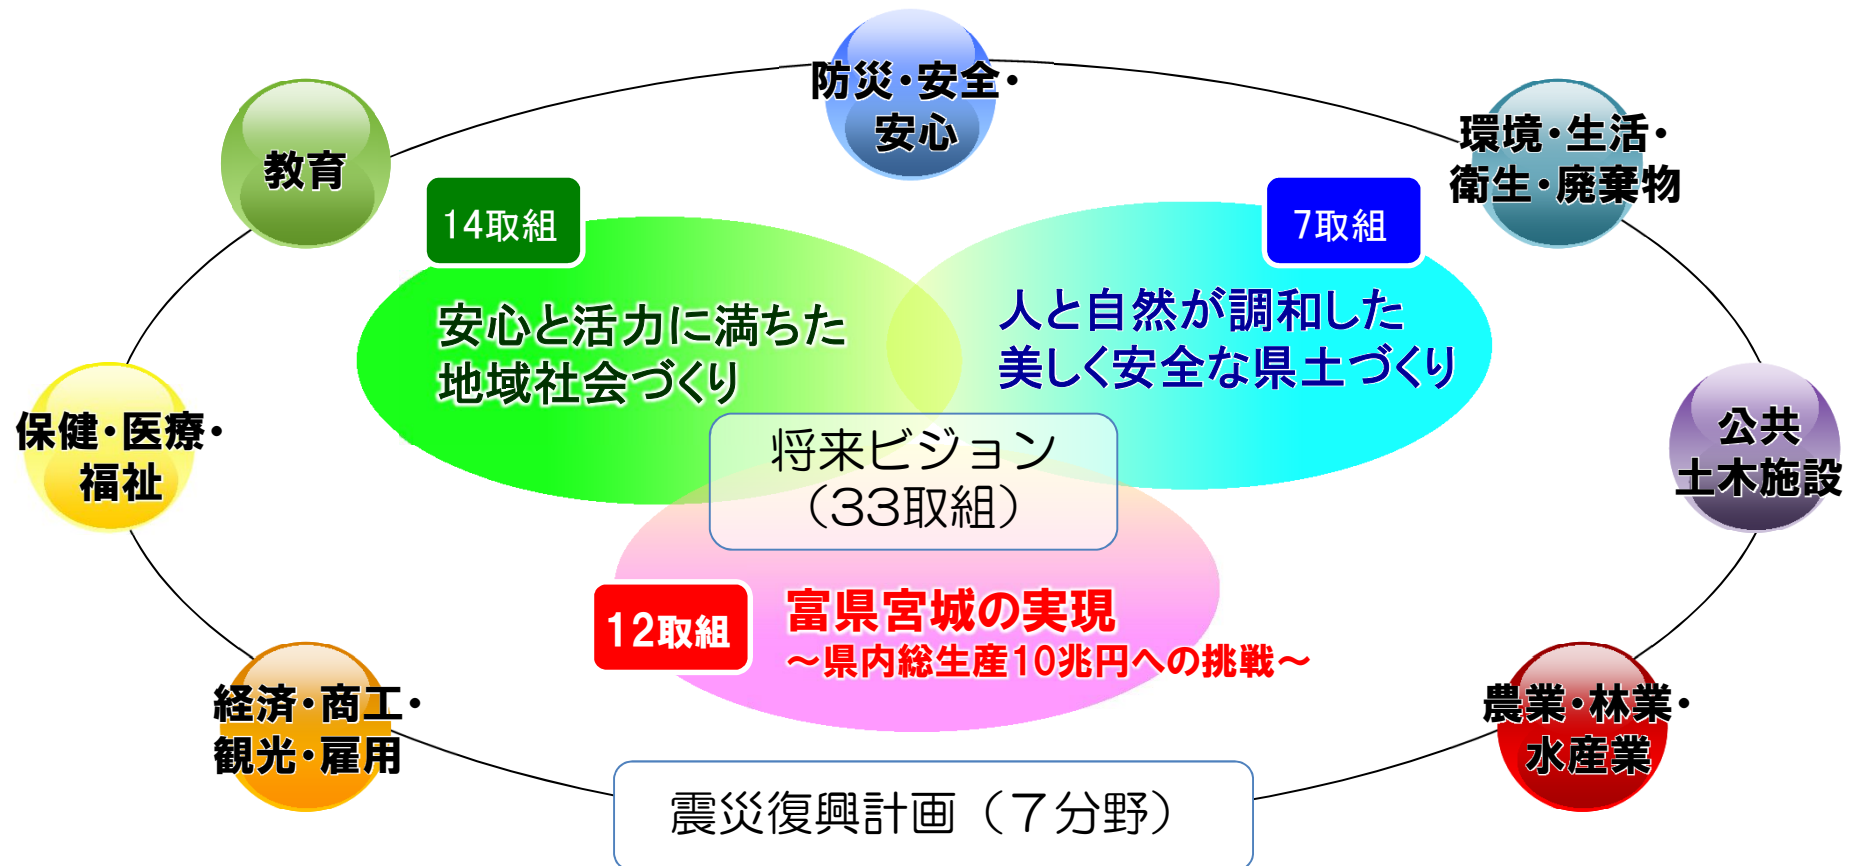 防災・安全・
安心
教育
環境・生活・
衛生・廃棄物
14取組
7取組
安心と活力に満ちた
地域社会づくり
人と自然が調和した
美しく安全な県土づくり
保健・医療・
福祉
将来ビジョン
（33取組）
公共
土木施設
12取組
富県宮城の実現
～県内総生産10兆円への挑戦～
経済・商工・
観光・雇用
農業・林業・
水産業
震災復興計画（７分野）